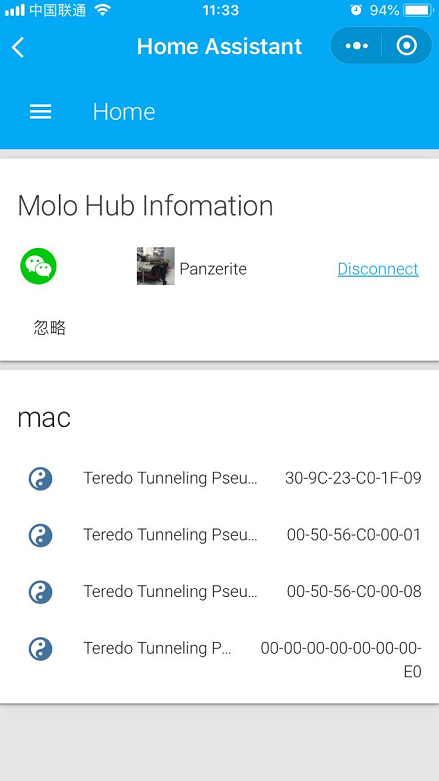 中国联通 11:33 94%
Home Assistant
Home
Molo Hub Infomation
Panzerite Disconnect
忽略
mac
Teredo Tunneling Pseu... 30-9C-23-C0-1F-09
Teredo Tunneling Pseu... 00-50-56-C0-00-01
Teredo Tunneling Pseu... 00-50-56-C0-00-08
Teredo Tunneling P... 00-00-00-00-00-00-00-
E0